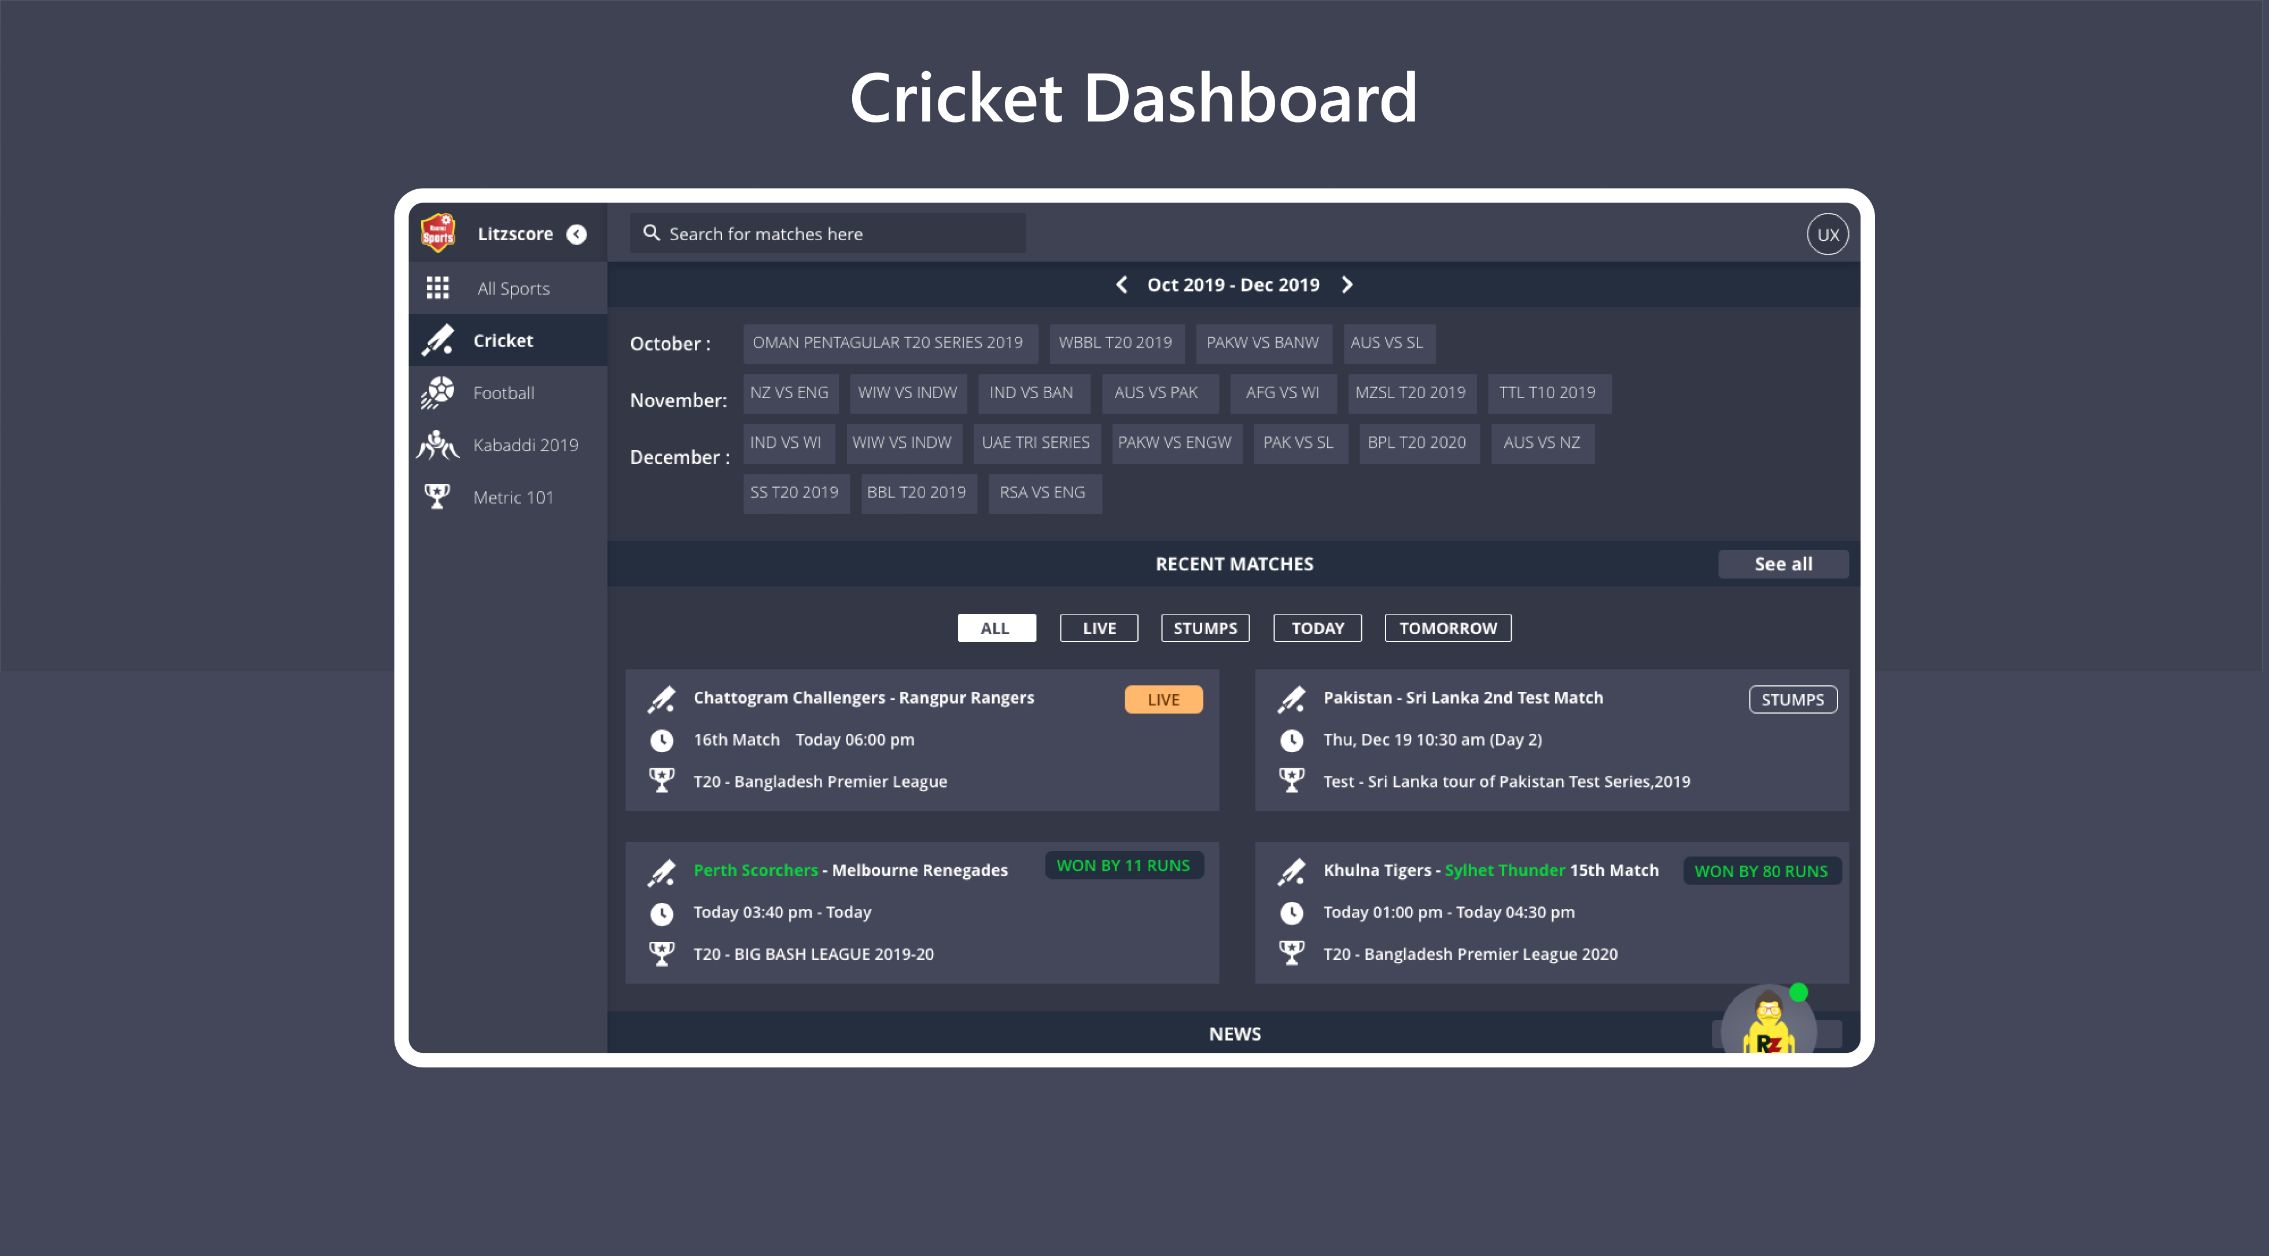 Cricket Dashboard
Sports
Litzscore
Search for matches here
UX
All Sports
Cricket
Football
Kabaddi 2019
Metric 101
Oct 2019 - Dec 2019
October : OMAN PENTAGULAR T20 SERIES 2019 WBBL T20 2019 PAKW VS BANW AUS VS SL
November: NZ VS ENG WIW VS INDW IND VS BAN AUS VS PAK AFG VS WI MZSL T20 2019 TTL T10 2019
December : IND VS WI WIW VS INDW UAE TRI SERIES PAKW VS ENGW PAK VS SL BPL T20 2020 AUS VS NZ
SS T20 2019 BBL T20 2019 RSA VS ENG
RECENT MATCHES See all
ALL LIVE STUMPS TODAY TOMORROW
Chattogram Challengers - Rangpur Rangers LIVE
16th Match Today 06:00 pm
T20 - Bangladesh Premier League
Pakistan - Sri Lanka 2nd Test Match STUMPS
Thu, Dec 19 10:30 am (Day 2)
Test - Sri Lanka tour of Pakistan Test Series,2019
Perth Scorchers - Melbourne Renegades WON BY 11 RUNS
Today 03:40 pm - Today
T20 - BIG BASH LEAGUE 2019-20
Khulna Tigers - Sylhet Thunder 15th Match WON BY 80 RUNS
Today 01:00 pm - Today 04:30 pm
T20 - Bangladesh Premier League 2020
NEWS
RZ